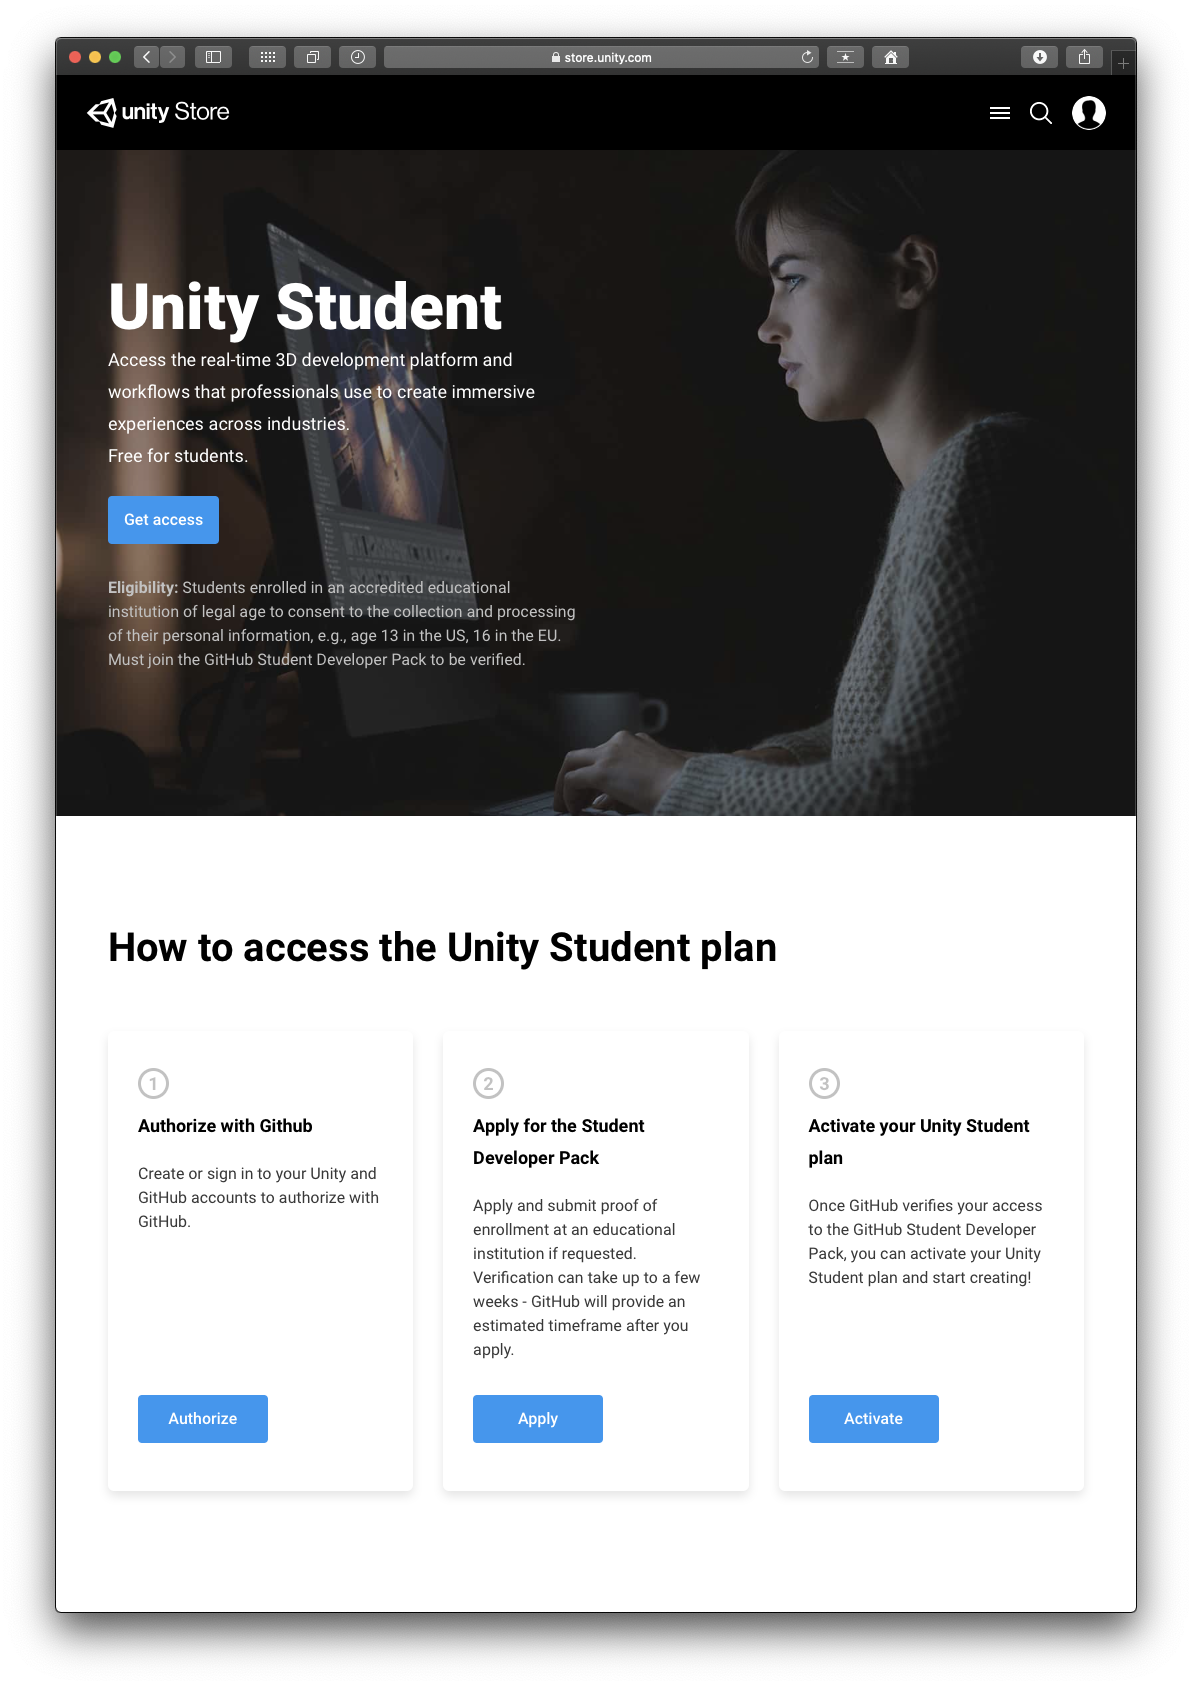 store.unity.com
unity Store
Unity Student
Access the real-time 3D development platform and
workflows that professionals use to create immersive
experiences across industries.
Free for students.
Get access
Eligibility: Students enrolled in an accredited educational
institution of legal age to consent to the collection and processing
of their personal information, e.g., age 13 in the US, 16 in the EU.
Must join the GitHub Student Developer Pack to be verified.
How to access the Unity Student plan
1
Authorize with Github
Create or sign in to your Unity and
GitHub accounts to authorize with
GitHub.
Authorize
2
Apply for the Student
Developer Pack
Apply and submit proof of
enrollment at an educational
institution if requested.
Verification can take up to a few
weeks - GitHub will provide an
estimated timeframe after you
apply.
Apply
3
Activate your Unity Student
plan
Once GitHub verifies your access
to the GitHub Student Developer
Pack, you can activate your Unity
Student plan and start creating!
Activate